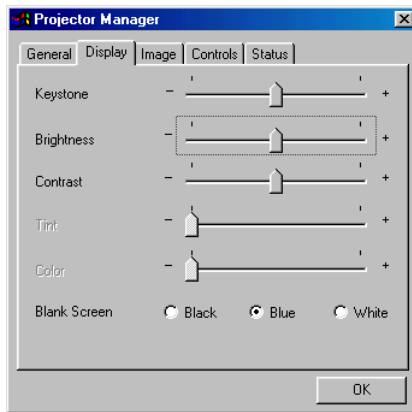 Projector Manager
General Display Image Controls Status
Keystone - +
Brightness - +
Contrast - +
Tint - +
Color - +
Blank Screen Black Blue White
OK